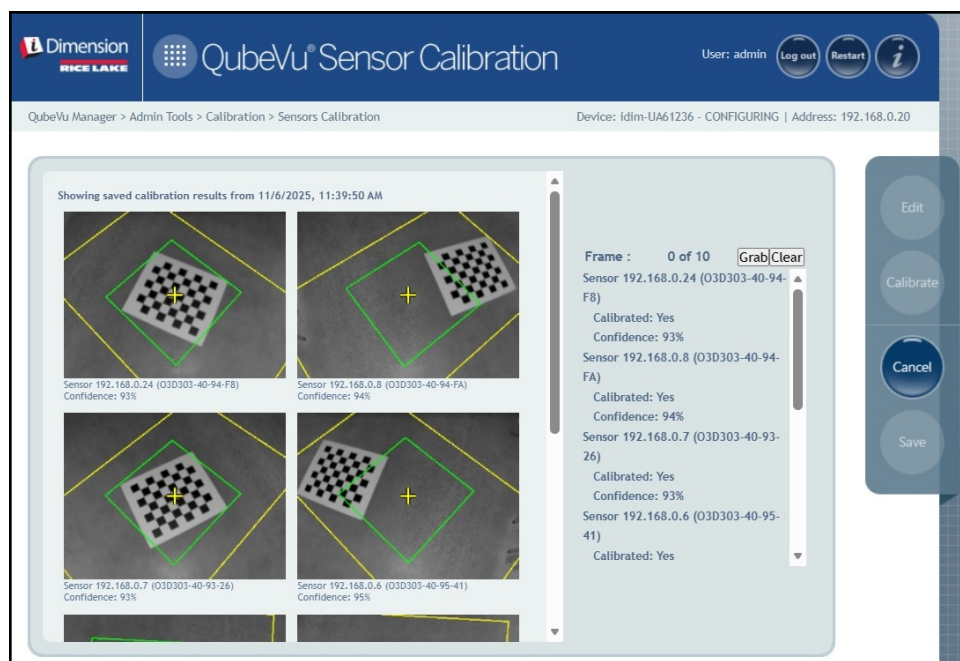 iDimension
RICE LAKE
QubeVu® Sensor Calibration
User: admin
Log out
Restart
i
QubeVu Manager > Admin Tools > Calibration > Sensors Calibration
Device: idim-UA61236 - CONFIGURING | Address: 192.168.0.20
Showing saved calibration results from 11/6/2025, 11:39:50 AM
Sensor 192.168.0.24 (O3D303-40-94-F8)
Confidence: 93%
Sensor 192.168.0.8 (O3D303-40-94-FA)
Confidence: 94%
Sensor 192.168.0.7 (O3D303-40-93-26)
Confidence: 93%
Sensor 192.168.0.6 (O3D303-40-95-41)
Confidence: 95%
Frame : 0 of 10 Grab Clear
Sensor 192.168.0.24 (O3D303-40-94-
F8)
Calibrated: Yes
Confidence: 93%
Sensor 192.168.0.8 (O3D303-40-94-
FA)
Calibrated: Yes
Confidence: 94%
Sensor 192.168.0.7 (O3D303-40-93-
26)
Calibrated: Yes
Confidence: 93%
Sensor 192.168.0.6 (O3D303-40-95-
41)
Calibrated: Yes
Edit
Calibrate
Cancel
Save